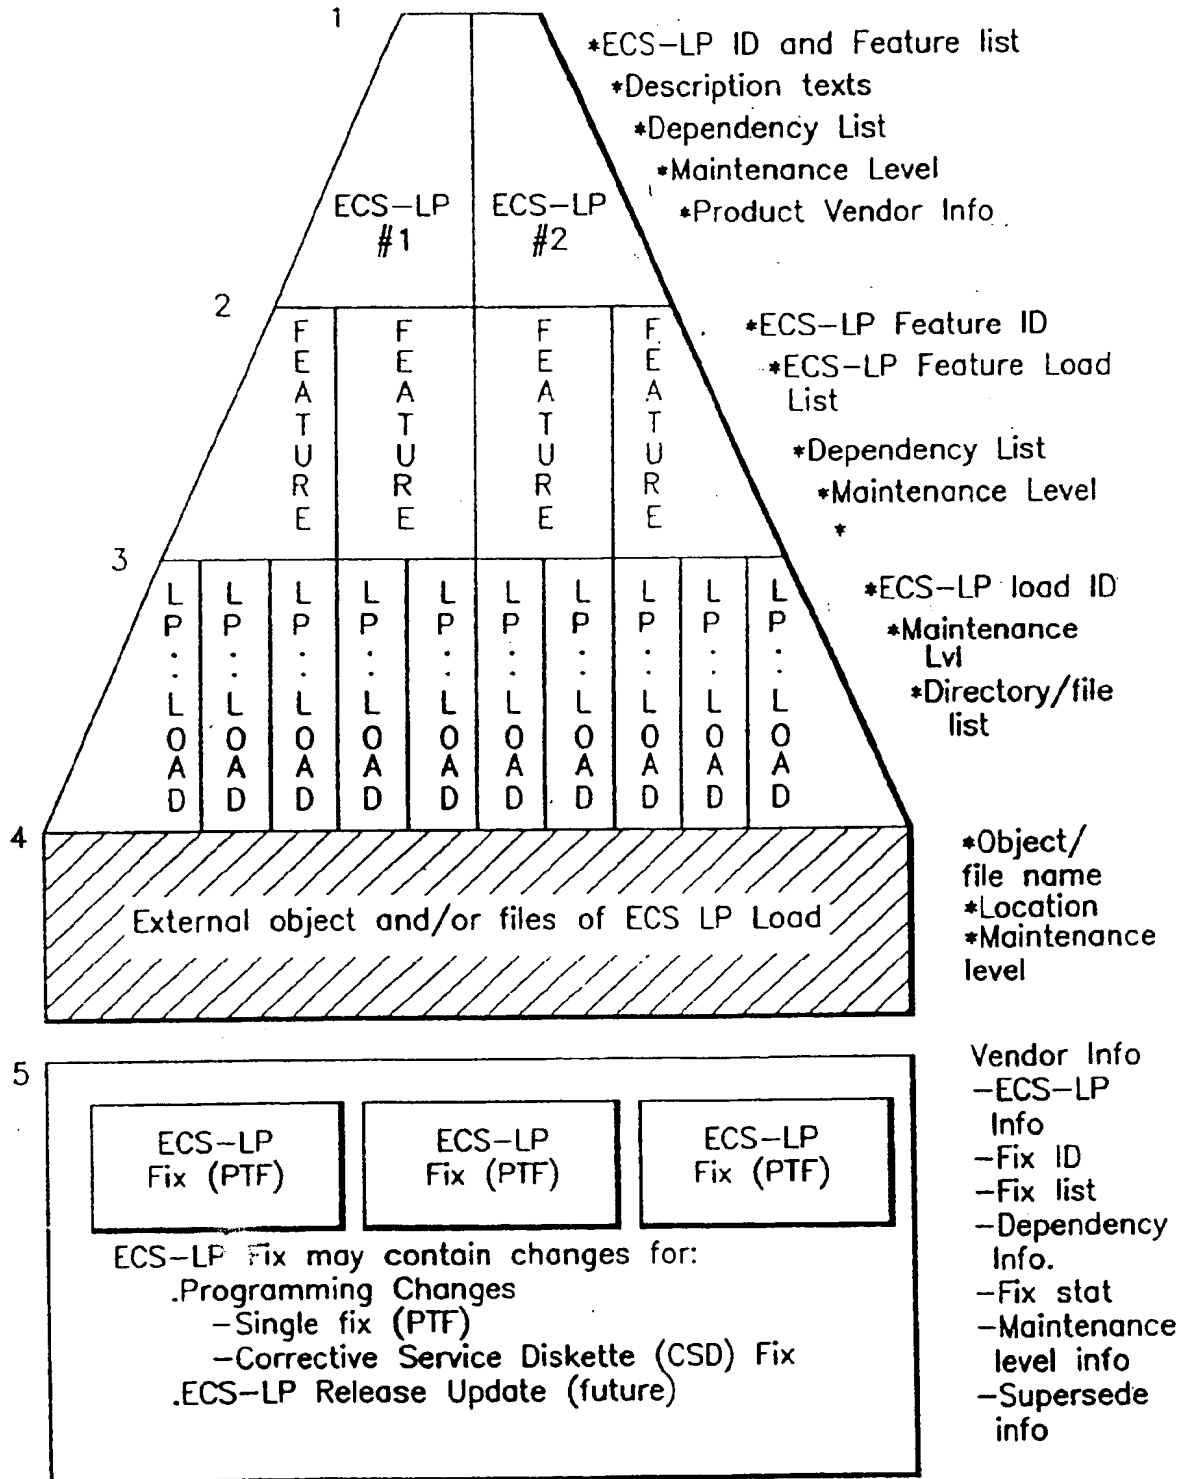 1
*ECS-LP ID and Feature list
*Description texts
*Dependency List
*Maintenance Level
*Product Vendor Info
ECS-LP
#1
ECS-LP
#2
2
FEATURE
FEATURE
FEATURE
FEATURE
*ECS-LP Feature ID
*ECS-LP Feature Load
List
*Dependency List
*Maintenance Level
*
3
LP..LOAD
LP..LOAD
LP..LOAD
LP..LOAD
LP..LOAD
LP..LOAD
LP..LOAD
LP..LOAD
LP..LOAD
LP..LOAD
*ECS-LP load ID
*Maintenance
Lvl
*Directory/file
list
4
External object and/or files of ECS LP Load
*Object/
file name
*Location
*Maintenance
level
5
ECS-LP
Fix (PTF)
ECS-LP
Fix (PTF)
ECS-LP
Fix (PTF)
ECS-LP Fix may contain changes for:
.Programming Changes
-Single fix (PTF)
-Corrective Service Diskette (CSD) Fix
.ECS-LP Release Update (future)
Vendor Info
-ECS-LP
Info
-Fix ID
-Fix list
-Dependency
Info.
-Fix stat
-Maintenance
level info
-Supersede
info